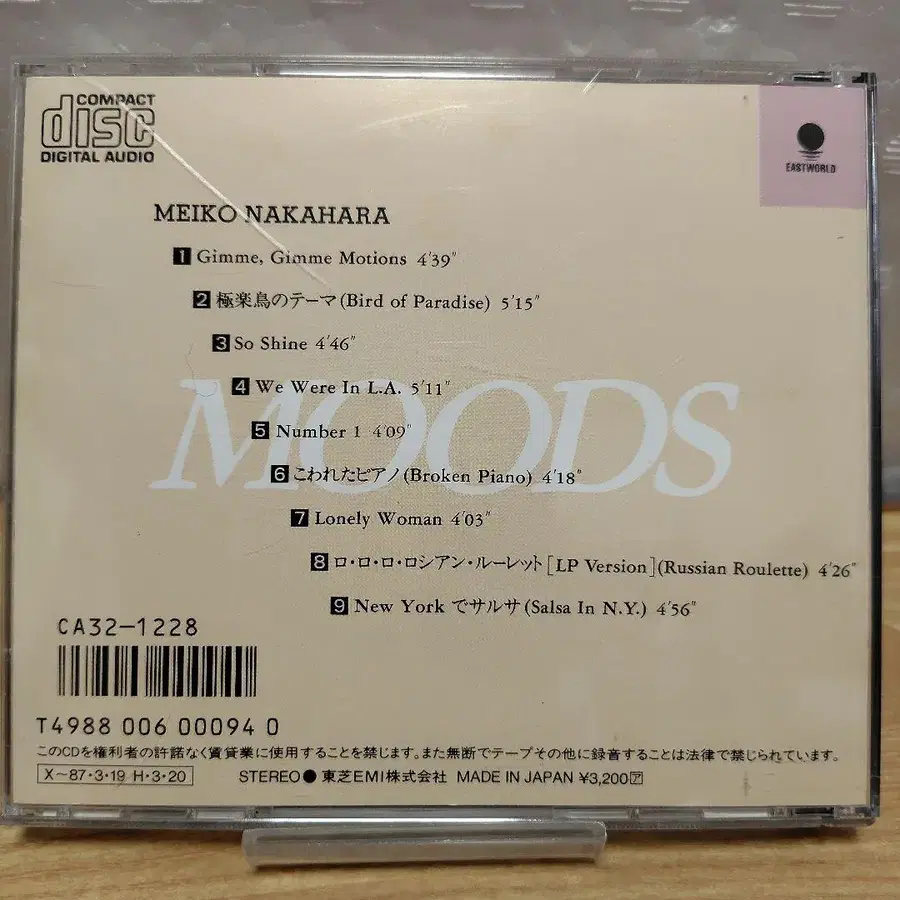 COMPACT
disc
DIGITAL AUDIO
EASTWORLD
MEIKO NAKAHARA
1 Gimme, Gimme Motions 4'39"
2 極楽鳥のテーマ(Bird of Paradise) 5'15"
3 So Shine 4'46"
4 We Were In L.A. 5'11"
MOODS
5 Number 1 4'09"
6 こわれたピアノ(Broken Piano) 4'18"
7 Lonely Woman 4'03"
8 ロ・ロ・ロ・ロシアン・ルーレット[LP Version](Russian Roulette) 4'26"
9 New York でサルサ(Salsa In N.Y.) 4'56"
CA32-1228
T4988 006 00094 0
このCDを権利者の許諾なく賃貸業に使用することを禁じます。また無断でテープその他に録音することは法律で禁じられています。
X〜87・3・19 H・3・20 STEREO● 東芝EMI株式会社 MADE IN JAPAN ¥3,200ア